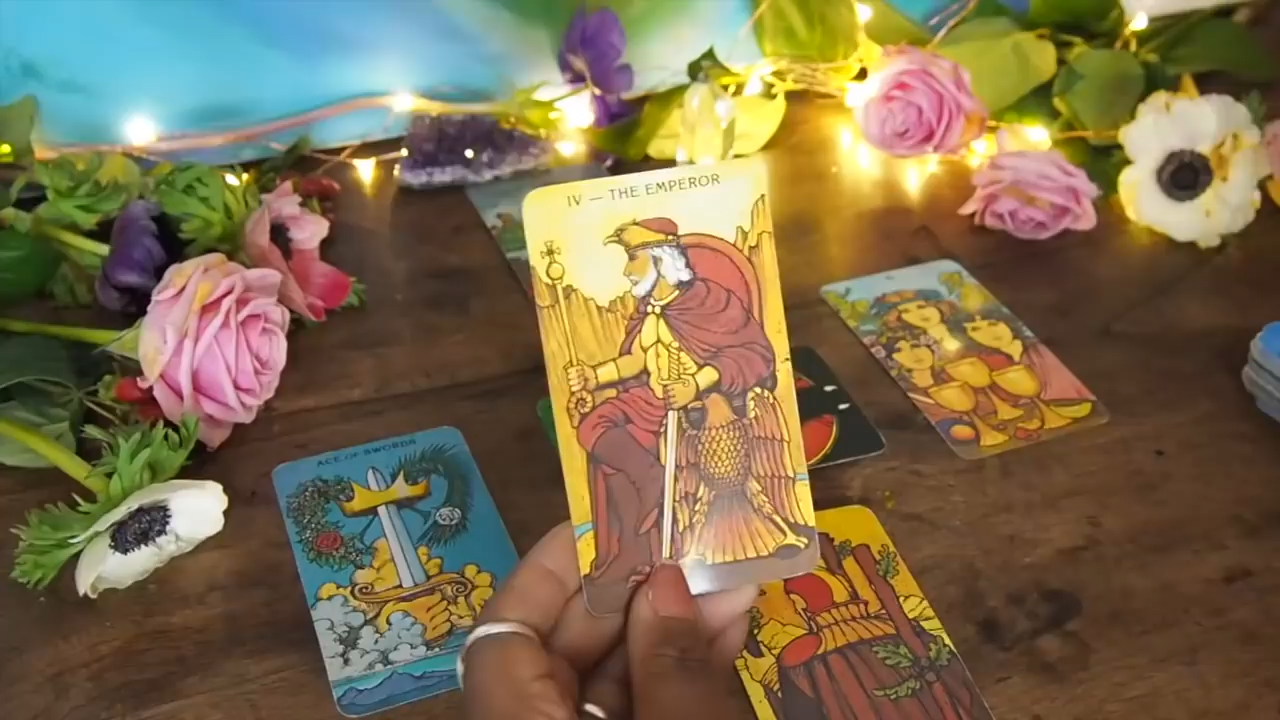 IV — THE EMPEROR
ACE OF SWORDS